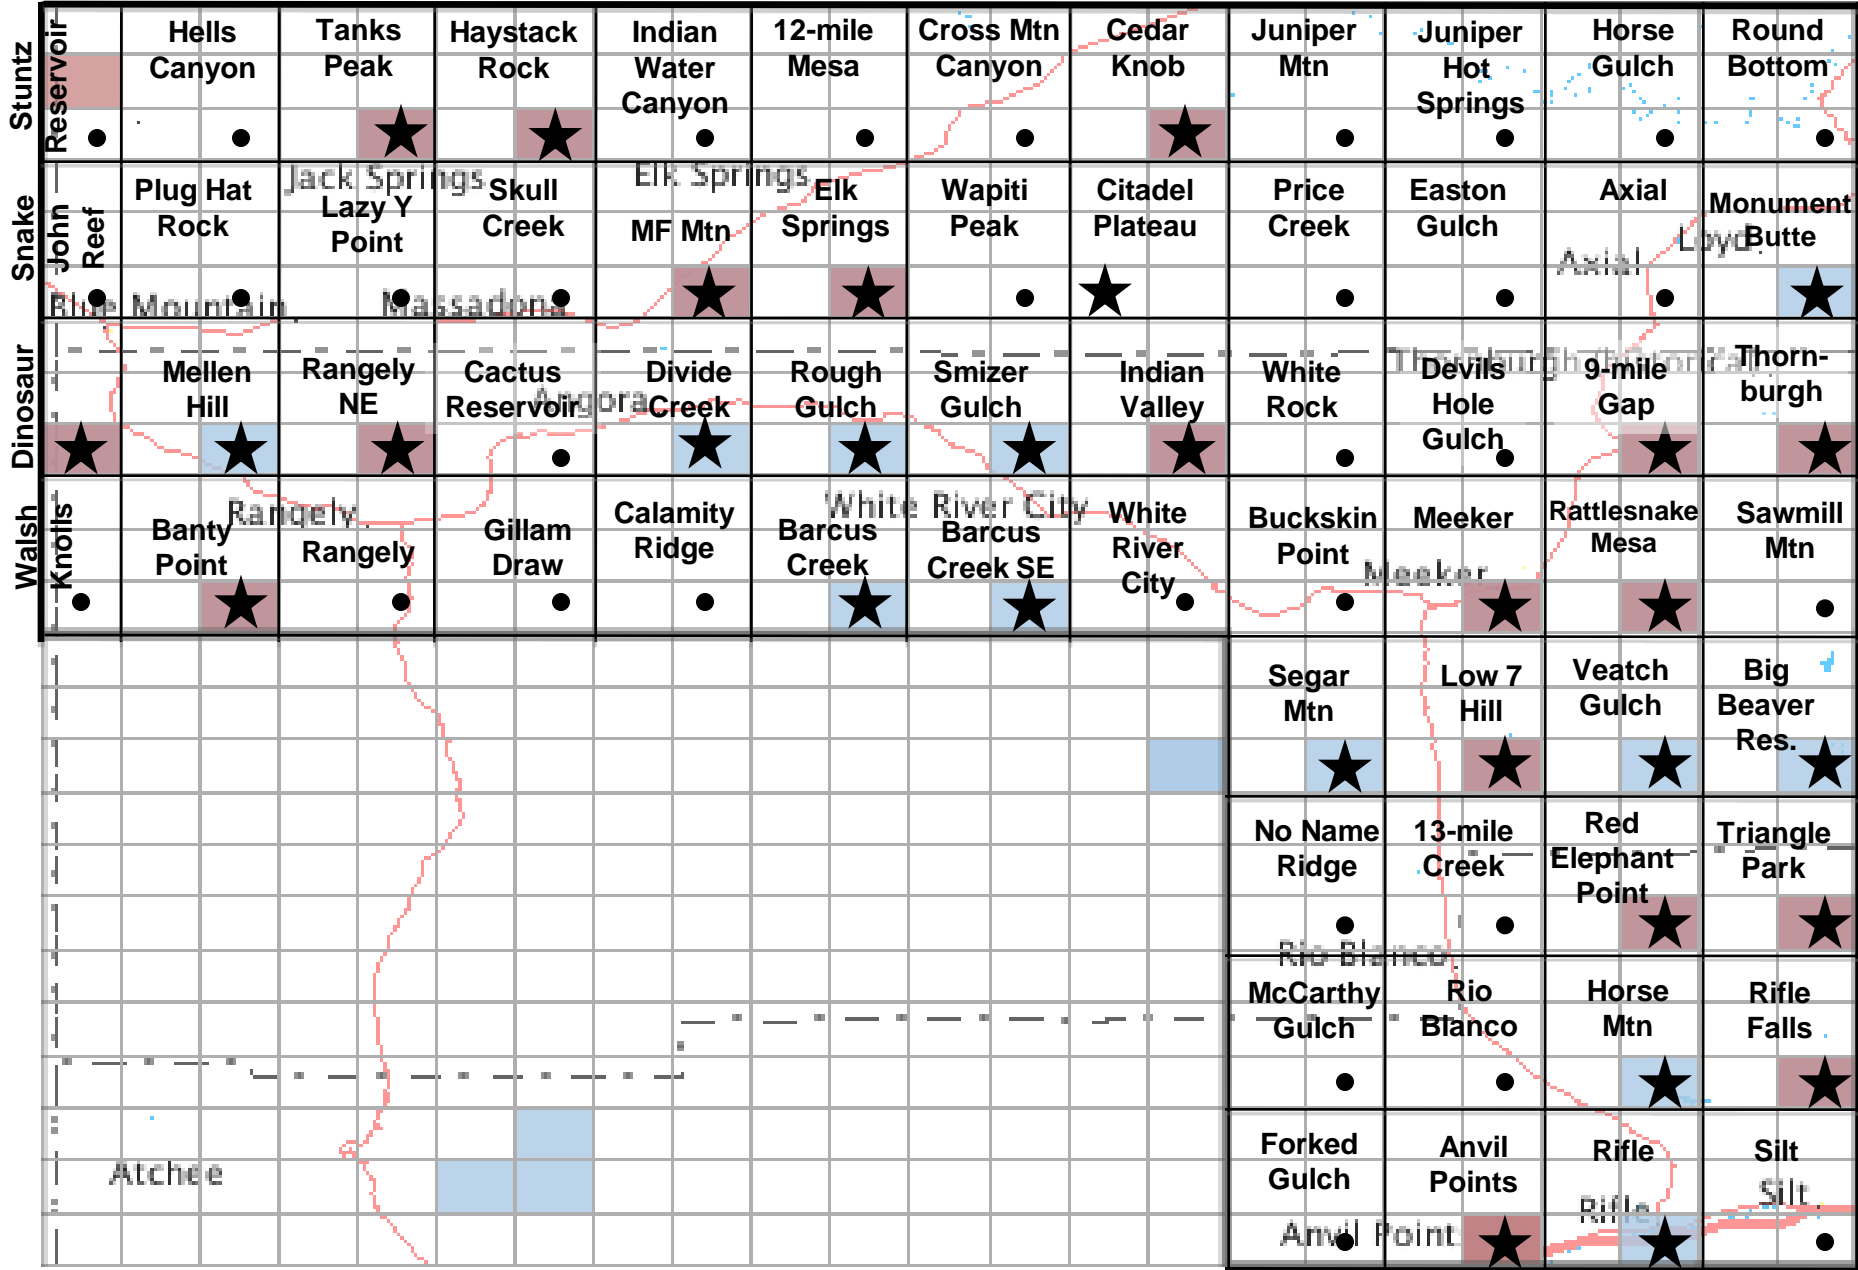 Stuntz
Reservoir
Hells
Canyon
Tanks
Peak
Haystack
Rock
Indian
Water
Canyon
12-mile
Mesa
Cross Mtn
Canyon
Cedar
Knob
Juniper
Mtn
Juniper
Hot
Springs
Horse
Gulch
Round
Bottom
Snake
John
Reef
Plug Hat
Rock
Jack Springs
Lazy Y
Point
Skull
Creek
Elk Springs
MF Mtn
Elk
Springs
Wapiti
Peak
Citadel
Plateau
Price
Creek
Easton
Gulch
Axial
Axial
Monument
Butte
Loyd
Blue Mountain
Massadona
Dinosaur
Mellen
Hill
Rangely
NE
Cactus
Reservoir
Angora
Divide
Creek
Rough
Gulch
Smizer
Gulch
Indian
Valley
White
Rock
Devils
Hole
Gulch
9-mile
Gap
Thorn-
burgh
Walsh
Knolls
Banty
Point
Rangely
Rangely
Gillam
Draw
Calamity
Ridge
White River City
Barcus
Creek
Barcus
Creek SE
White
River
City
Buckskin
Point
Meeker
Meeker
Rattlesnake
Mesa
Sawmill
Mtn
Segar
Mtn
Low 7
Hill
Veatch
Gulch
Big
Beaver
Res.
No Name
Ridge
13-mile
Creek
Red
Elephant
Point
Triangle
Park
Rio Blanco
McCarthy
Gulch
Rio
Blanco
Horse
Mtn
Rifle
Falls
Atchee
Forked
Gulch
Anvil
Points
Rifle
Silt
Anvil Point
Rifle
Silt